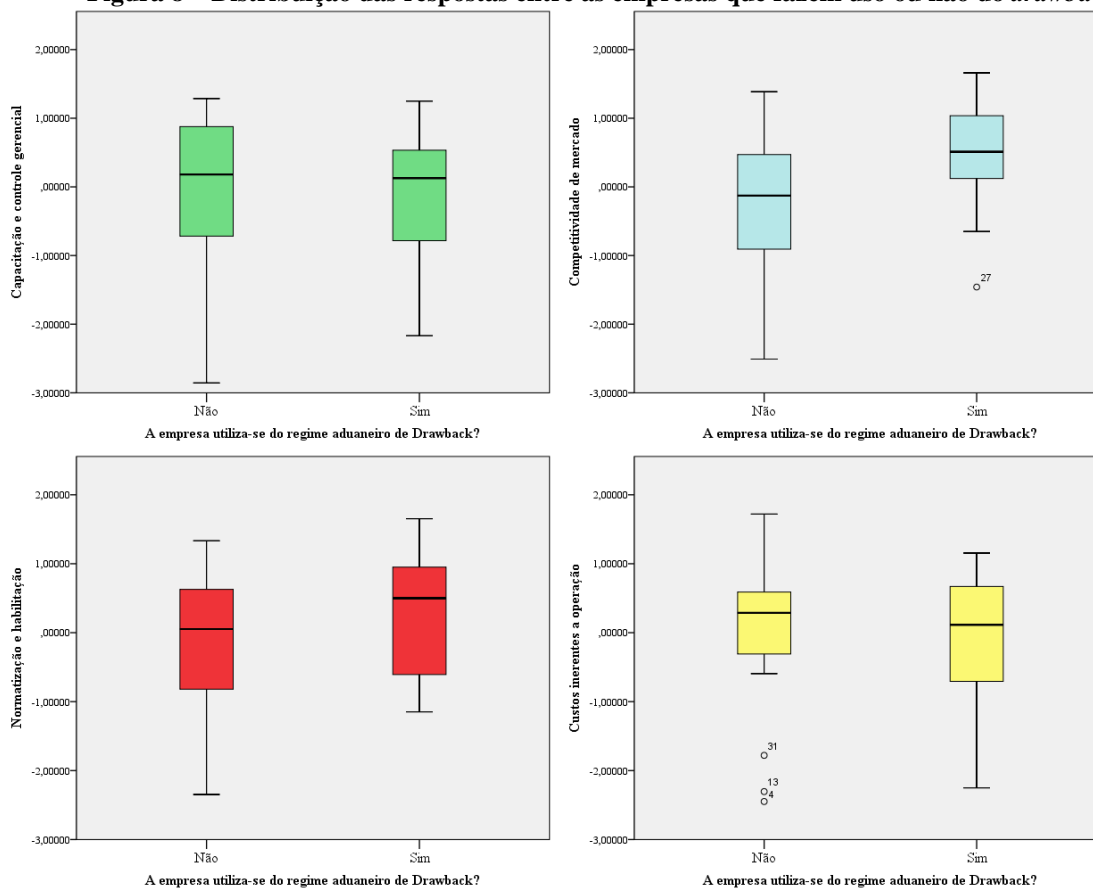 2,00000
1,00000
,00000
-1,00000
-2,00000
-3,00000
Capacitação e controle gerencial
Não Sim
A empresa utiliza-se do regime aduaneiro de Drawback?
2,00000
1,00000
,00000
-1,00000
-2,00000
-3,00000
Competitividade de mercado
27
Não Sim
A empresa utiliza-se do regime aduaneiro de Drawback?
2,00000
1,00000
,00000
-1,00000
-2,00000
-3,00000
Normatização e habilitação
Não Sim
A empresa utiliza-se do regime aduaneiro de Drawback?
2,00000
1,00000
,00000
-1,00000
-2,00000
-3,00000
Custos inerentes a operação
31
13
4
Não Sim
A empresa utiliza-se do regime aduaneiro de Drawback?